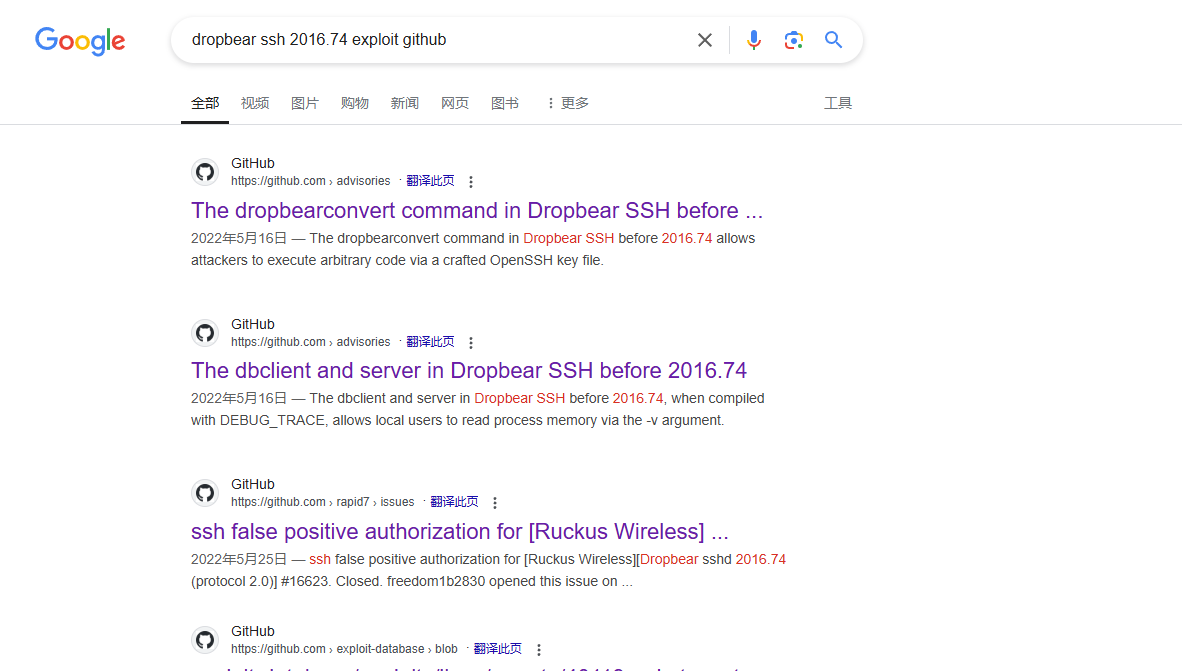 Google
dropbear ssh 2016.74 exploit github
全部 视频 图片 购物 新闻 网页 图书 更多 工具
GitHub
https://github.com › advisories · 翻译此页
The dropbearconvert command in Dropbear SSH before ...
2022年5月16日 — The dropbearconvert command in Dropbear SSH before 2016.74 allows
attackers to execute arbitrary code via a crafted OpenSSH key file.
GitHub
https://github.com › advisories · 翻译此页
The dbclient and server in Dropbear SSH before 2016.74
2022年5月16日 — The dbclient and server in Dropbear SSH before 2016.74, when compiled
with DEBUG_TRACE, allows local users to read process memory via the -v argument.
GitHub
https://github.com › rapid7 › issues · 翻译此页
ssh false positive authorization for [Ruckus Wireless] ...
2022年5月25日 — ssh false positive authorization for [Ruckus Wireless][Dropbear sshd 2016.74
(protocol 2.0)] #16623. Closed. freedom1b2830 opened this issue on ...
GitHub
https://github.com › exploit-database › blob · 翻译此页